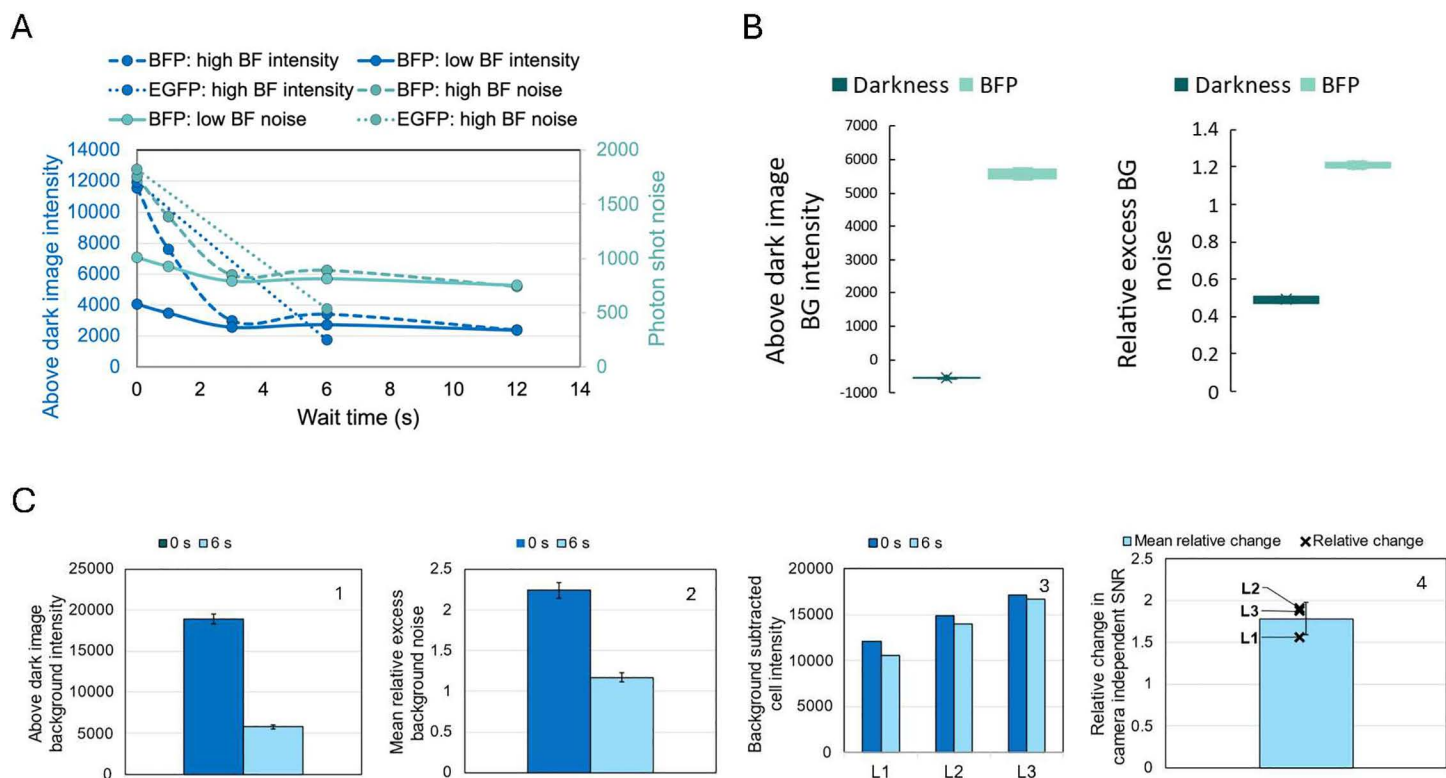 A
BFP: high BF intensity BFP: low BF intensity
EGFP: high BF intensity BFP: high BF noise
BFP: low BF noise EGFP: high BF noise
Above dark image intensity
14000
12000
10000
8000
6000
4000
2000
0
2000
1500
1000
500
0
Photon shot noise
0 2 4 6 8 10 12 14
Wait time (s)
B
Darkness BFP
Above dark image
BG intensity
7000
6000
5000
4000
3000
2000
1000
0
-1000
Darkness BFP
Relative excess BG
noise
1.4
1.2
1
0.8
0.6
0.4
0.2
0
C
0 s 6 s
Above dark image
background intensity
25000
20000
15000
10000
5000
0
1
0 s 6 s
Mean relative excess
background noise
2.5
2
1.5
1
0.5
0
2
0 s 6 s
Background subtracted
cell intensity
20000
15000
10000
5000
0
3
L1 L2 L3
Mean relative change Relative change
Relative change in
camera independent SNR
2.5
2.0
1.5
1.0
0.5
0.0
4
L2
L3
L1